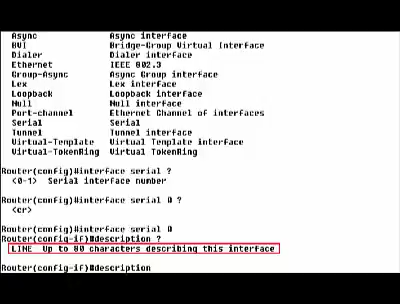 Async Async interface
BVI Bridge-Group Virtual Interface
Dialer Dialer interface
Ethernet IEEE 802.3
Group-Async Async Group interface
Lex Lex interface
Loopback Loopback interface
Null Null interface
Port-channel Ethernet Channel of interfaces
Serial Serial
Tunnel Tunnel interface
Virtual-Template Virtual Template interface
Virtual-TokenRing Virtual TokenRing
Router(config)#interface serial ?
<0-1> Serial interface number
Router(config)#interface serial 0 ?
<cr>
Router(config)#interface serial 0
Router(config-if)#description ?
LINE Up to 80 characters describing this interface
Router(config-if)#description